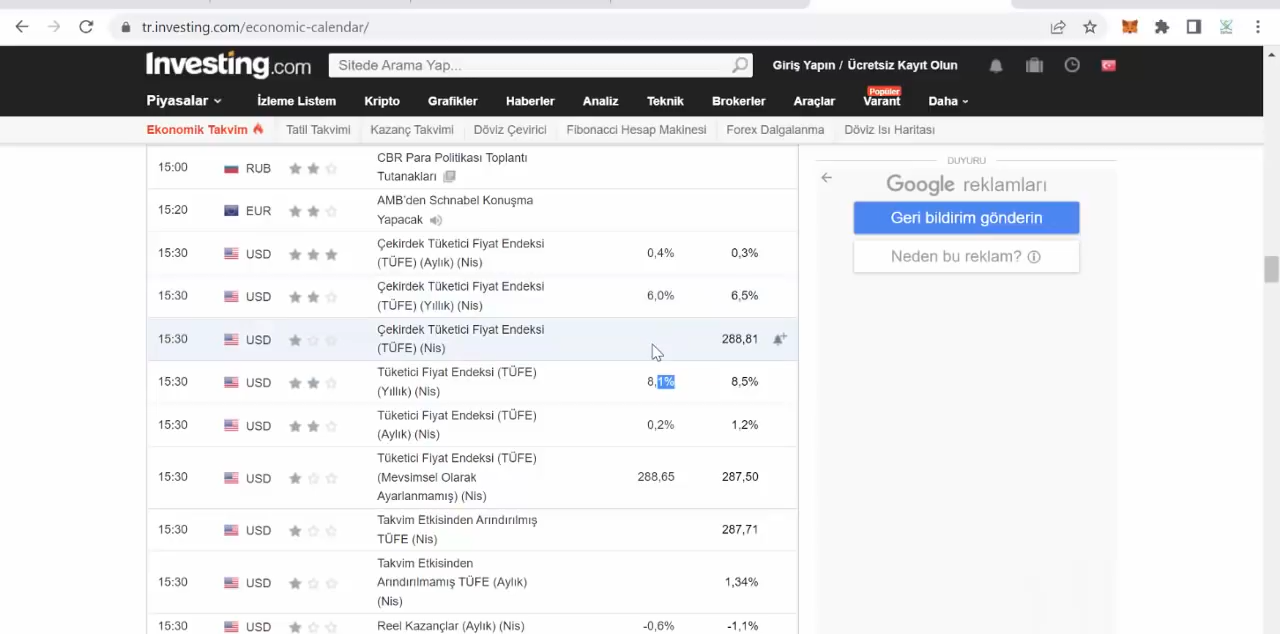 tr.investing.com/economic-calendar/
Investing.com
Sitede Arama Yap...
Giriş Yapın / Ücretsiz Kayıt Olun
Piyasalar
İzleme Listem
Kripto
Grafikler
Haberler
Analiz
Teknik
Brokerler
Araçlar
Popüler
Varant
Daha
Ekonomik Takvim
Tatil Takvimi
Kazanç Takvimi
Döviz Çevirici
Fibonacci Hesap Makinesi
Forex Dalgalanma
Döviz Isı Haritası
15:00 RUB CBR Para Politikası Toplantı
Tutanakları
15:20 EUR AMB'den Schnabel Konuşma
Yapacak
15:30 USD Çekirdek Tüketici Fiyat Endeksi 0,4% 0,3%
(TÜFE) (Aylık) (Nis)
15:30 USD Çekirdek Tüketici Fiyat Endeksi 6,0% 6,5%
(TÜFE) (Yıllık) (Nis)
15:30 USD Çekirdek Tüketici Fiyat Endeksi 288,81
(TÜFE) (Nis)
15:30 USD Tüketici Fiyat Endeksi (TÜFE) 8,1% 8,5%
(Yıllık) (Nis)
15:30 USD Tüketici Fiyat Endeksi (TÜFE) 0,2% 1,2%
(Aylık) (Nis)
15:30 USD Tüketici Fiyat Endeksi (TÜFE) 288,65 287,50
(Mevsimsel Olarak
Ayarlanmamış) (Nis)
15:30 USD Takvim Etkisinden Arındırılmış 287,71
TÜFE (Nis)
15:30 USD Takvim Etkisinden 1,34%
Arındırılmamış TÜFE (Aylık)
(Nis)
15:30 USD Reel Kazançlar (Aylık) (Nis) -0,6% -1,1%
DUYURU
Google reklamları
Geri bildirim gönderin
Neden bu reklam?